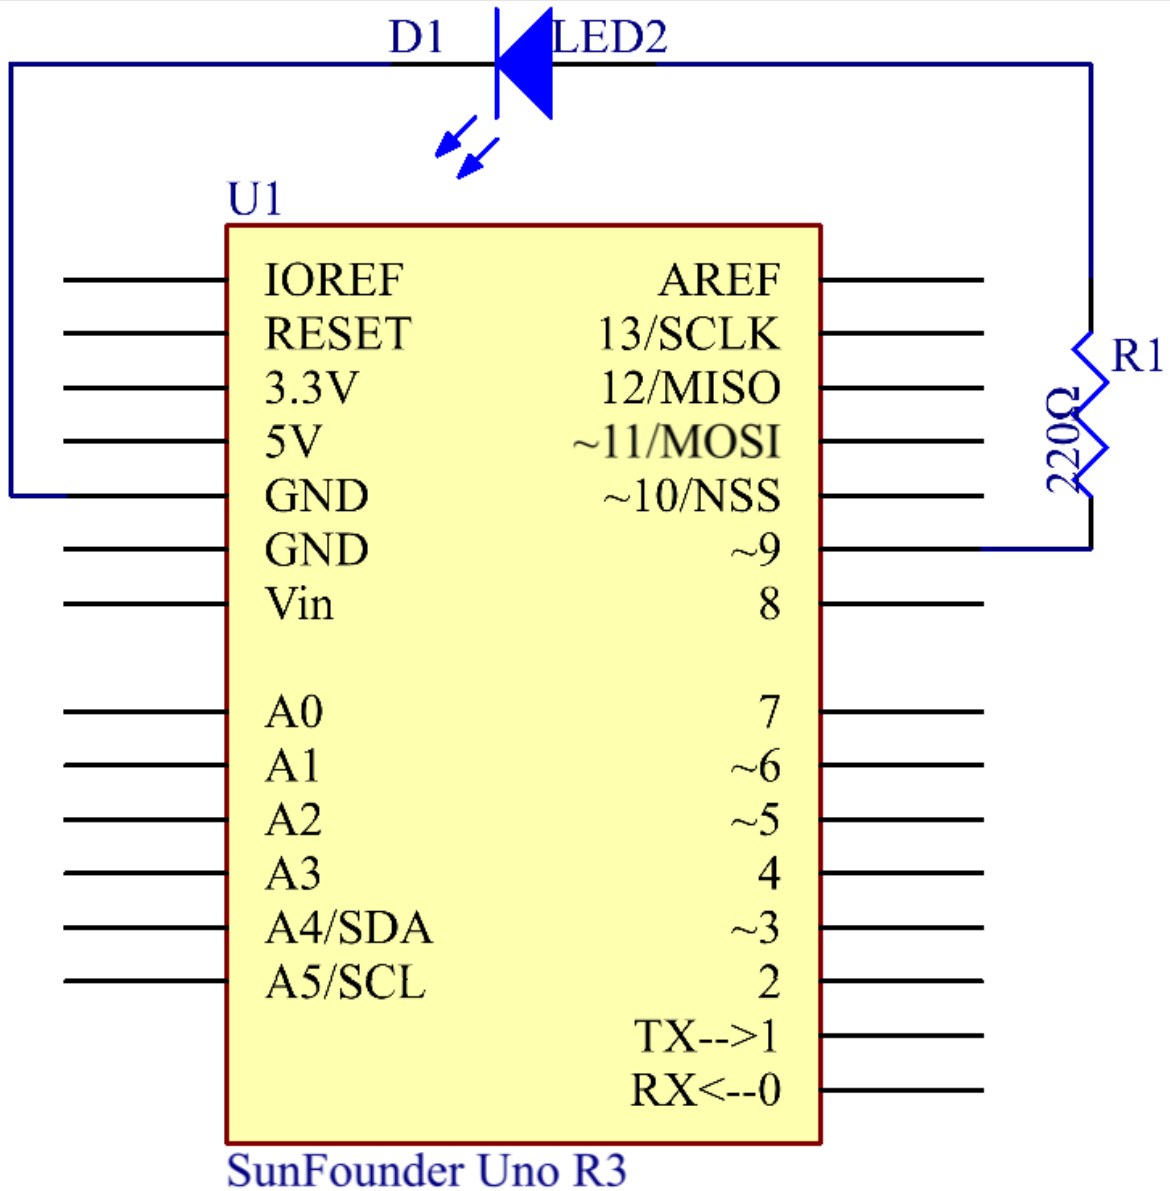 D1 LED2
U1
IOREF AREF
RESET 13/SCLK
3.3V 12/MISO
5V ~11/MOSI
GND ~10/NSS
GND ~9
Vin 8
A0 7
A1 ~6
A2 ~5
A3 4
A4/SDA ~3
A5/SCL 2
TX-->1
RX<--0
R1
220Ω
SunFounder Uno R3